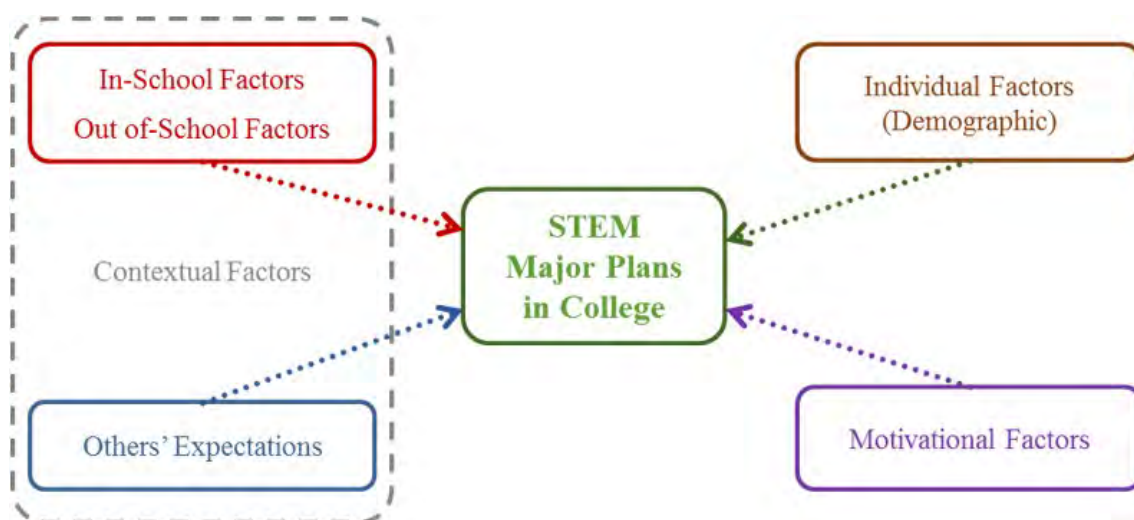 In-School Factors
Out of-School Factors
Individual Factors
(Demographic)
STEM
Major Plans
in College
Contextual Factors
Others’ Expectations
Motivational Factors